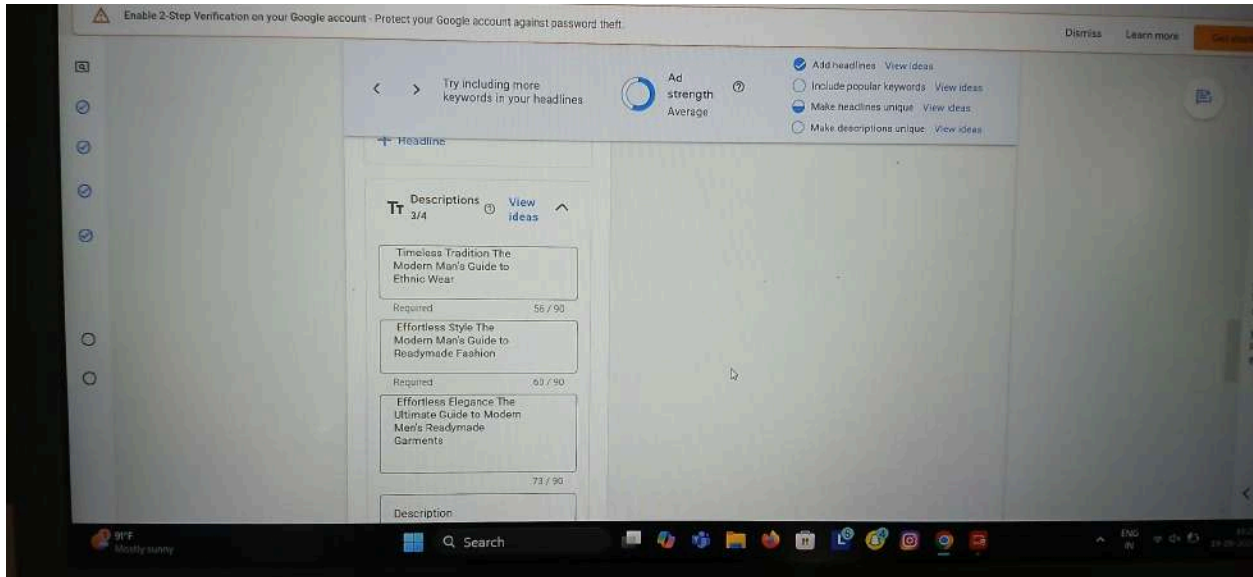 Enable 2-Step Verification on your Google account - Protect your Google account against password theft.
Dismiss
Learn more
Try including more
keywords in your headlines
Ad
strength
Average
Add headlines View ideas
Include popular keywords View ideas
Make headlines unique View ideas
Make descriptions unique View ideas
Headline
Descriptions
3/4
View
ideas
Timeless Tradition The
Modern Man's Guide to
Ethnic Wear
Required
56 / 90
Effortless Style The
Modern Man's Guide to
Readymade Fashion
Required
63 / 90
Effortless Elegance The
Ultimate Guide to Modern
Men's Readymade
Garments
73 / 90
Description
91°F
Mostly sunny
Search
ENG
IN